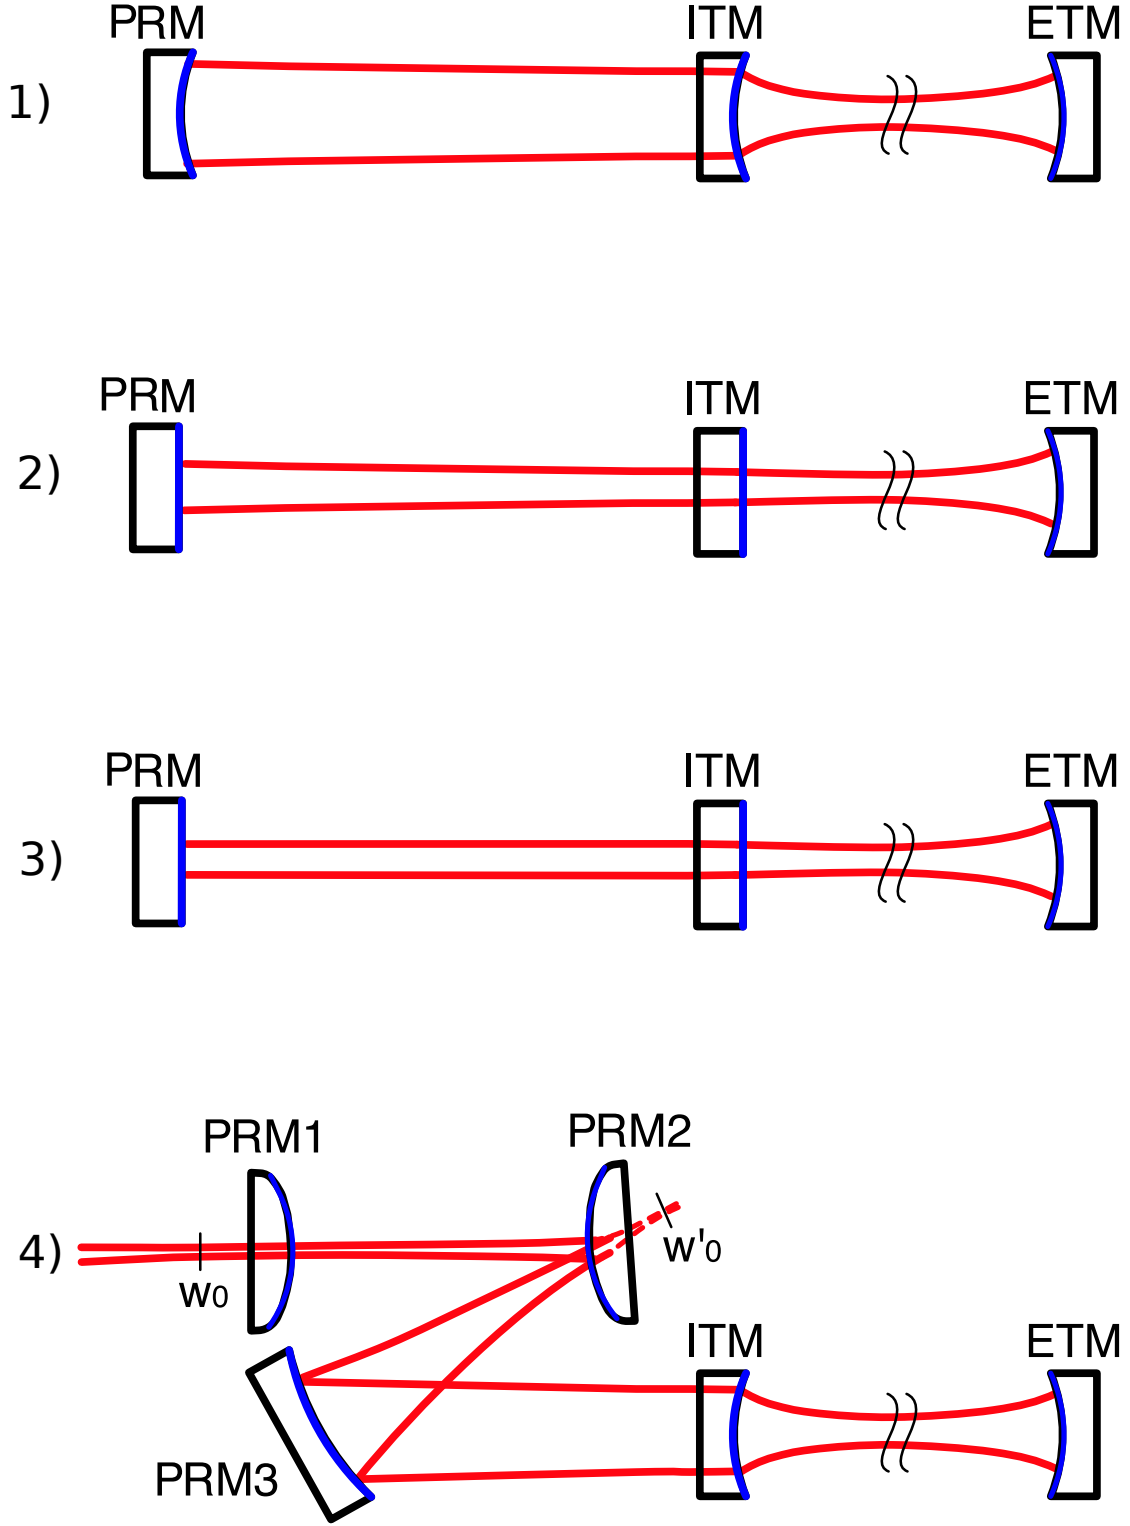 PRM ITM ETM
1)
PRM ITM ETM
2)
PRM ITM ETM
3)
PRM1 PRM2
4)
w0 w'0
ITM ETM
PRM3